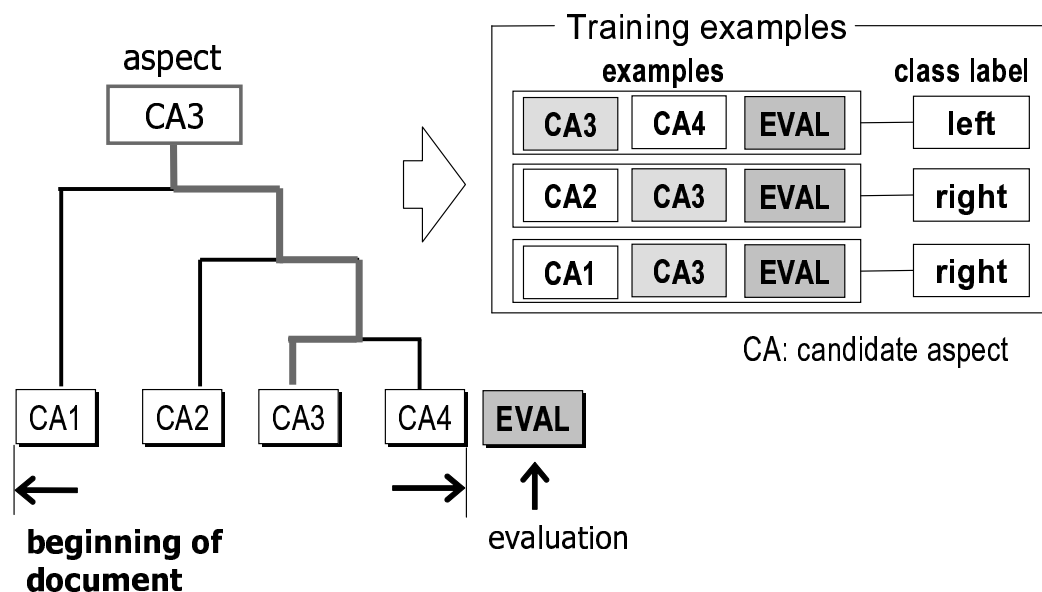 aspect
CA3
CA1 CA2 CA3 CA4 EVAL
beginning of
document
evaluation
Training examples
examples class label
CA3 CA4 EVAL left
CA2 CA3 EVAL right
CA1 CA3 EVAL right
CA: candidate aspect